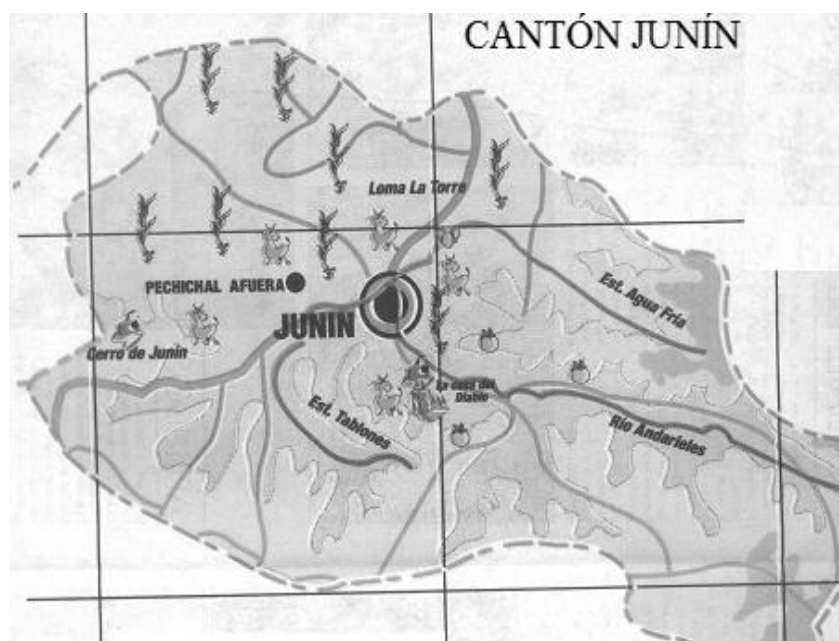 CANTÓN JUNÍN
Loma La Torre
PECHICHAL AFUERA
Est. Agua Fría
JUNIN
Cerro de Junín
La casa del
Diablo
Est. Tablones
Río Andarieles